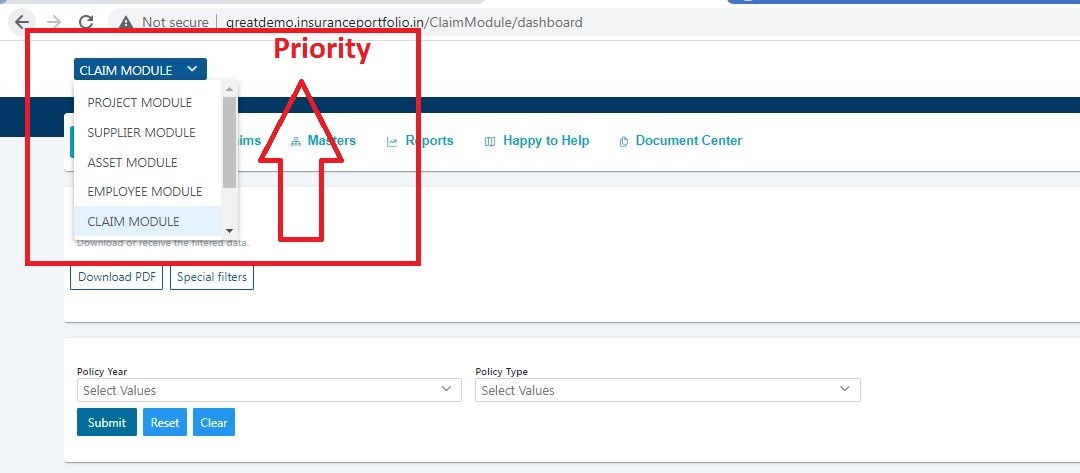 Not secure greatdemo.insuranceportfolio.in/ClaimModule/dashboard
Priority
CLAIM MODULE
PROJECT MODULE
SUPPLIER MODULE
ASSET MODULE
EMPLOYEE MODULE
CLAIM MODULE
aims Masters Reports Happy to Help Document Center
Download or receive the filtered data.
Download PDF Special filters
Policy Year Policy Type
Select Values Select Values
Submit Reset Clear